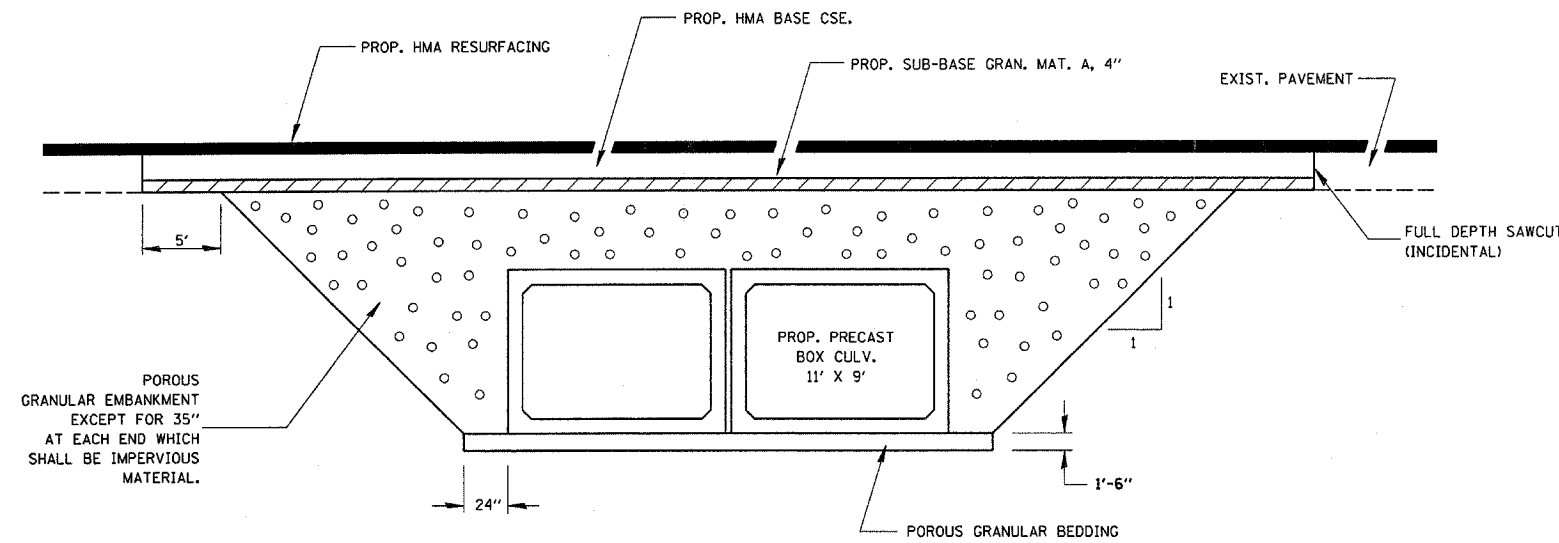 PROP. HMA BASE CSE.
PROP. HMA RESURFACING
PROP. SUB-BASE GRAN. MAT. A, 4"
EXIST. PAVEMENT
5'
FULL DEPTH SAWCUT
(INCIDENTAL)
1
1
PROP. PRECAST
BOX CULV.
11' X 9'
POROUS
GRANULAR EMBANKMENT
EXCEPT FOR 35"
AT EACH END WHICH
SHALL BE IMPERVIOUS
MATERIAL.
24"
1'-6"
POROUS GRANULAR BEDDING